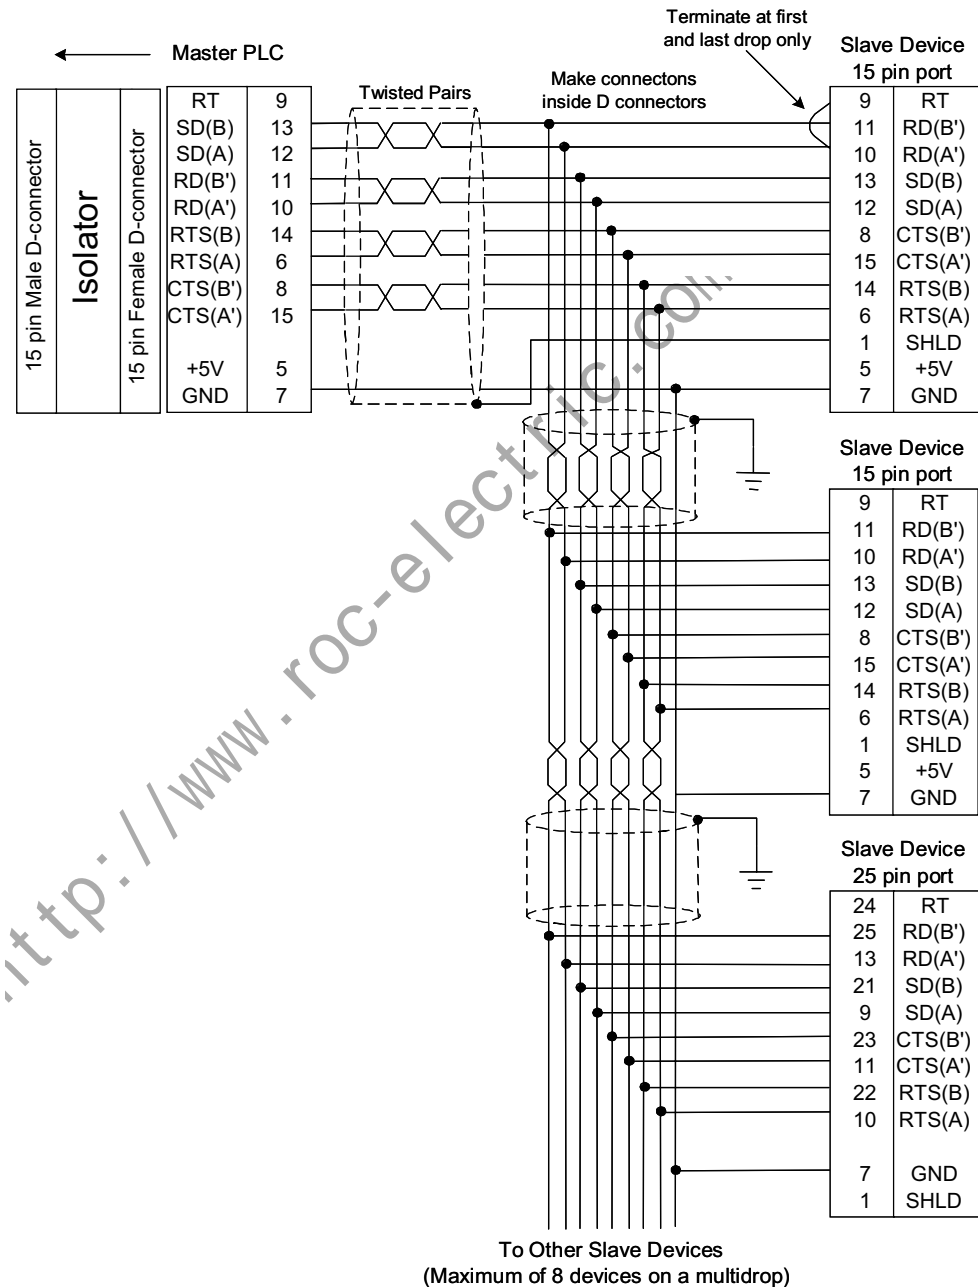 Terminate at first
and last drop only
Master PLC
Slave Device
15 pin port
Twisted Pairs
Make connectons
inside D connectors
15 pin Male D-connector
Isolator
15 pin Female D-connector
RT 9
SD(B) 13
SD(A) 12
RD(B') 11
RD(A') 10
RTS(B) 14
RTS(A) 6
CTS(B') 8
CTS(A') 15
+5V 5
GND 7
9 RT
11 RD(B')
10 RD(A')
13 SD(B)
12 SD(A)
8 CTS(B')
15 CTS(A')
14 RTS(B)
6 RTS(A)
1 SHLD
5 +5V
7 GND
Slave Device
15 pin port
9 RT
11 RD(B')
10 RD(A')
13 SD(B)
12 SD(A)
8 CTS(B')
15 CTS(A')
14 RTS(B)
6 RTS(A)
1 SHLD
5 +5V
7 GND
Slave Device
25 pin port
24 RT
25 RD(B')
13 RD(A')
21 SD(B)
9 SD(A)
23 CTS(B')
11 CTS(A')
22 RTS(B)
10 RTS(A)
7 GND
1 SHLD
To Other Slave Devices
(Maximum of 8 devices on a multidrop)
http://www.roc-electric.com